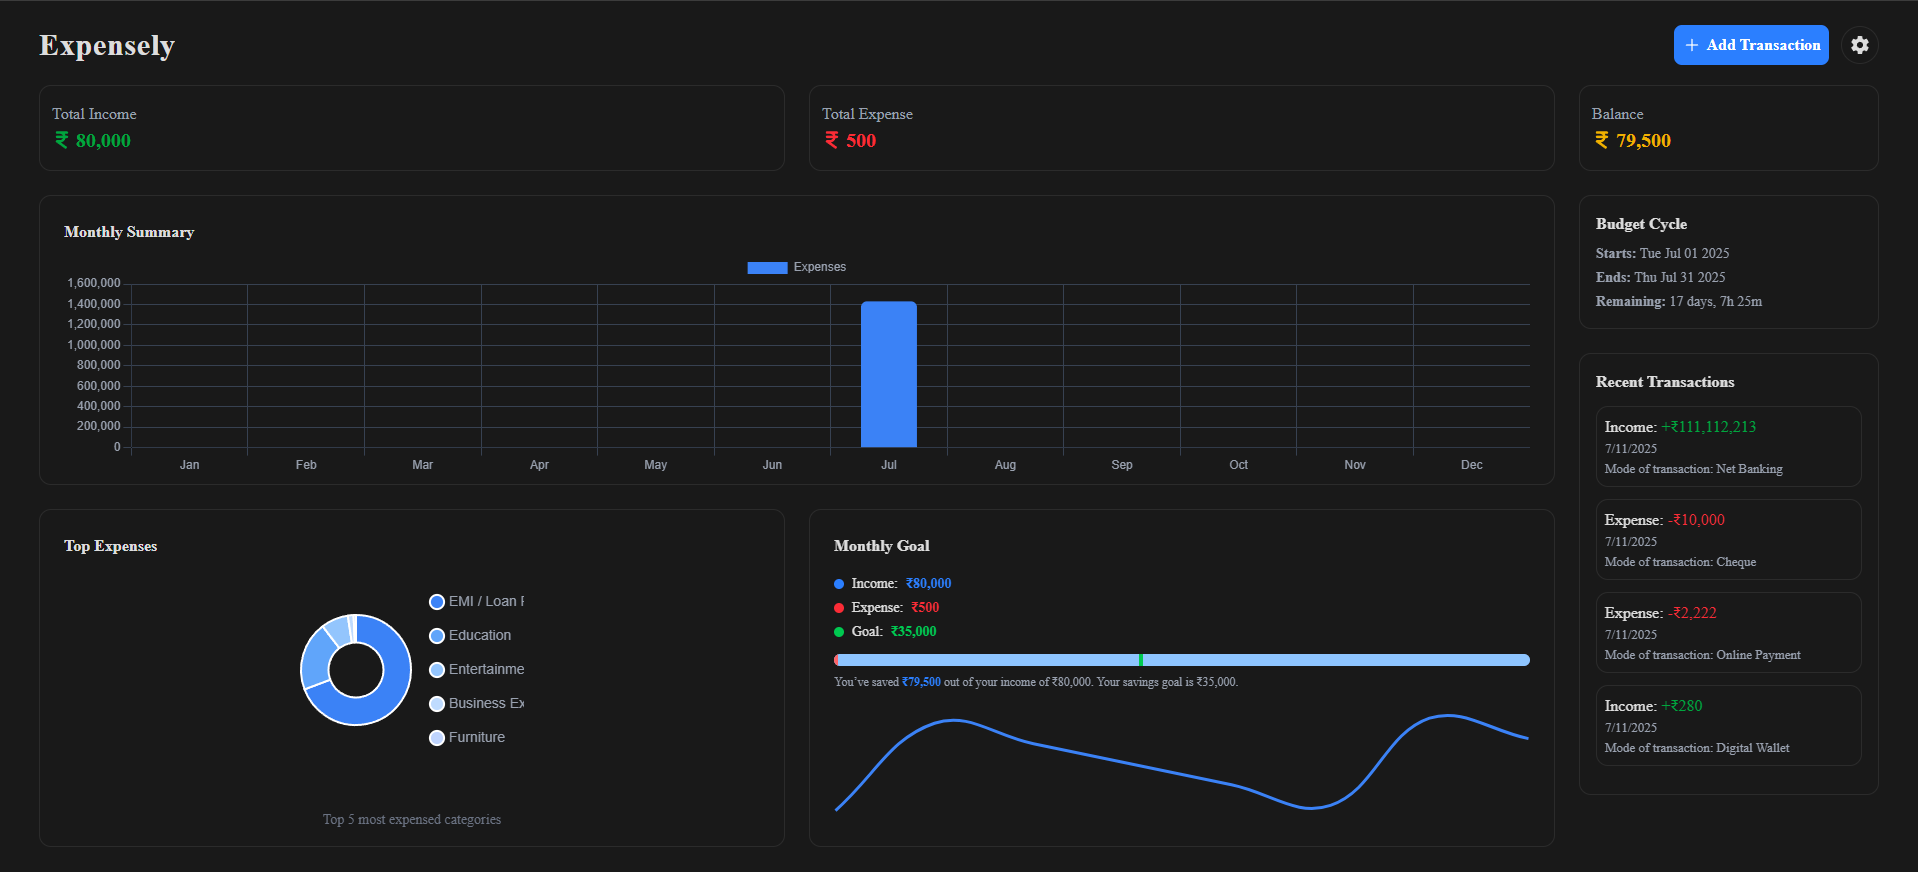 Expensely
+ Add Transaction
Total Income
₹ 80,000
Total Expense
₹ 500
Balance
₹ 79,500
Monthly Summary
Expenses
1,600,000
1,400,000
1,200,000
1,000,000
800,000
600,000
400,000
200,000
0
Jan Feb Mar Apr May Jun Jul Aug Sep Oct Nov Dec
Budget Cycle
Starts: Tue Jul 01 2025
Ends: Thu Jul 31 2025
Remaining: 17 days, 7h 25m
Top Expenses
EMI / Loan
Education
Entertainme
Business Ex
Furniture
Top 5 most expensed categories
Monthly Goal
Income: ₹80,000
Expense: ₹500
Goal: ₹35,000
You've saved ₹79,500 out of your income of ₹80,000. Your savings goal is ₹35,000.
Recent Transactions
Income: +₹111,112,213
7/11/2025
Mode of transaction: Net Banking
Expense: -₹10,000
7/11/2025
Mode of transaction: Cheque
Expense: -₹2,222
7/11/2025
Mode of transaction: Online Payment
Income: +₹280
7/11/2025
Mode of transaction: Digital Wallet